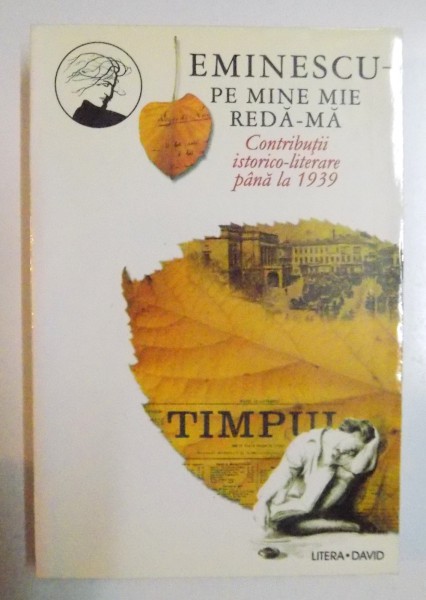 EMINESCU-
PE MINE MIE
REDĂ-MĂ
Contribuții
istorico-literare
până la 1939
TIMPUL
LITERA • DAVID